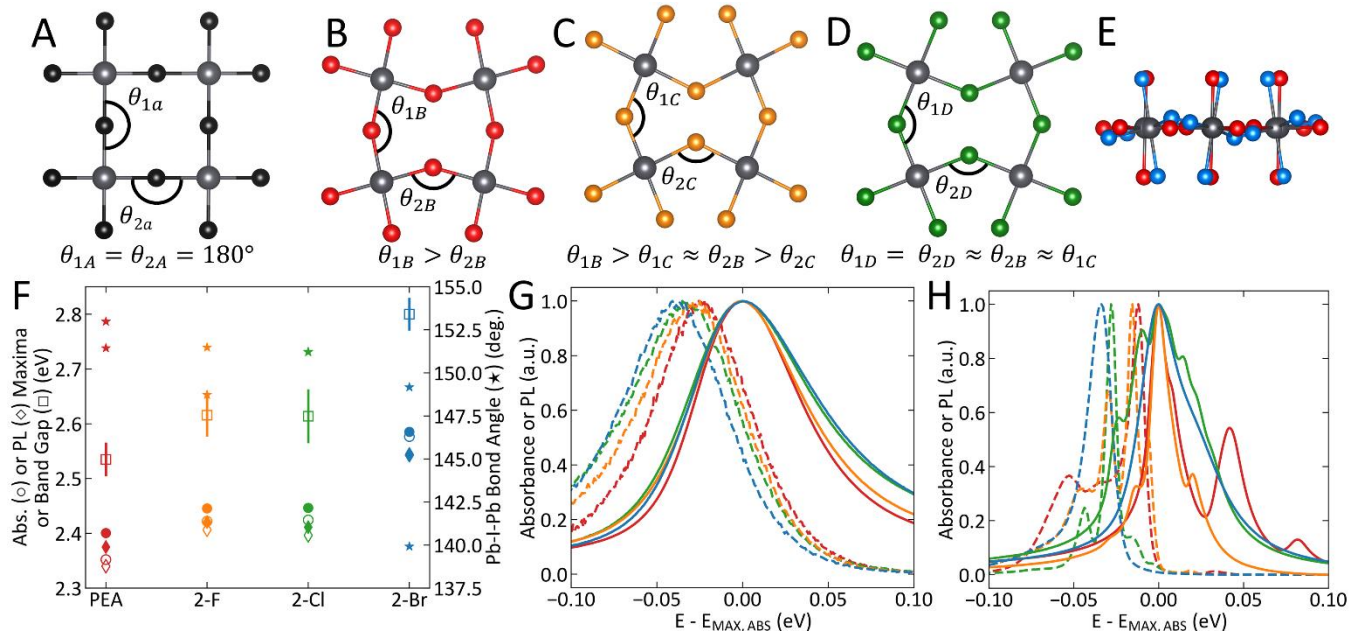 A
B
C
D
E
θ1a
θ2a
θ1B
θ2B
θ1C
θ2C
θ1D
θ2D
θ1A = θ2A = 180°
θ1B > θ2B
θ1B > θ1C ≈ θ2B > θ2C
θ1D = θ2D ≈ θ2B ≈ θ1C
F
Abs. (○) or PL (◇) Maxima
or Band Gap (□) (eV)
2.8
2.7
2.6
2.5
2.4
2.3
PEA
2-F
2-Cl
2-Br
155.0
152.5
150.0
147.5
145.0
142.5
140.0
137.5
Pb-I-Pb Bond Angle (★) (deg.)
G
Absorbance or PL (a.u.)
1.0
0.8
0.6
0.4
0.2
0.0
−0.10
−0.05
0.00
0.05
0.10
E - EMAX, ABS (eV)
H
Absorbance or PL (a.u.)
1.0
0.8
0.6
0.4
0.2
0.0
−0.10
−0.05
0.00
0.05
0.10
E - EMAX, ABS (eV)